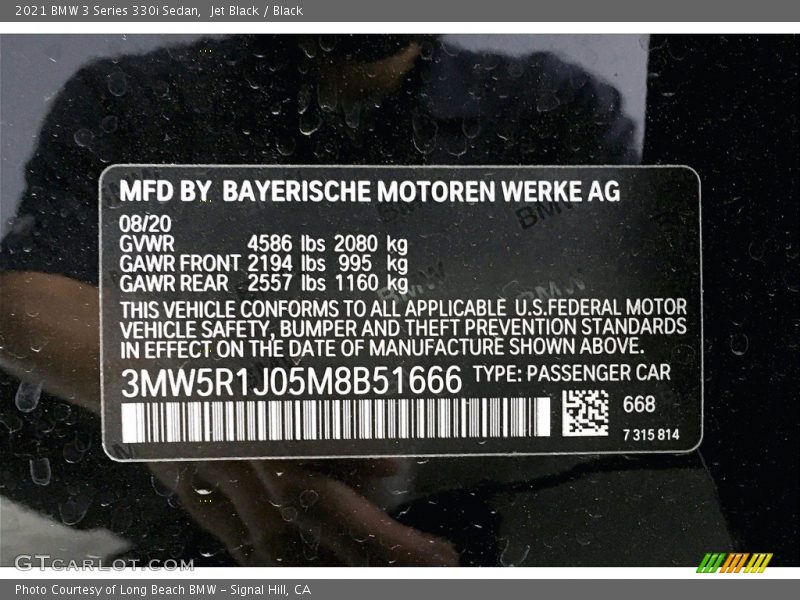 2021 BMW 3 Series 330i Sedan, Jet Black / Black
MFD BY BAYERISCHE MOTOREN WERKE AG
08/20
GVWR 4586 lbs 2080 kg
GAWR FRONT 2194 lbs 995 kg
GAWR REAR 2557 lbs 1160 kg
THIS VEHICLE CONFORMS TO ALL APPLICABLE U.S.FEDERAL MOTOR
VEHICLE SAFETY, BUMPER AND THEFT PREVENTION STANDARDS
IN EFFECT ON THE DATE OF MANUFACTURE SHOWN ABOVE.
3MW5R1J05M8B51666 TYPE: PASSENGER CAR
668
7 315 814
GTCARLOT.COM
Photo Courtesy of Long Beach BMW - Signal Hill, CA